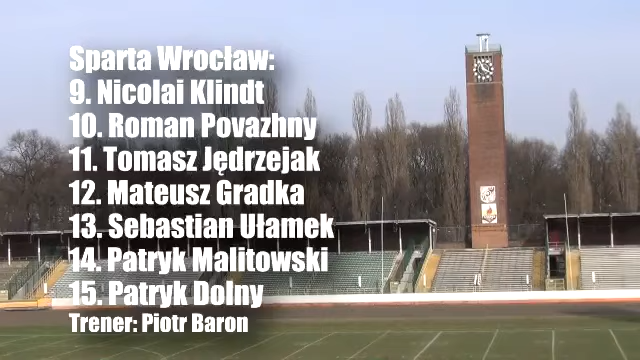 Sparta Wrocław:
9. Nicolai Klindt
10. Roman Povazhny
11. Tomasz Jędrzejak
12. Mateusz Gradka
13. Sebastian Ułamek
14. Patryk Malitowski
15. Patryk Dolny
Trener: Piotr Baron